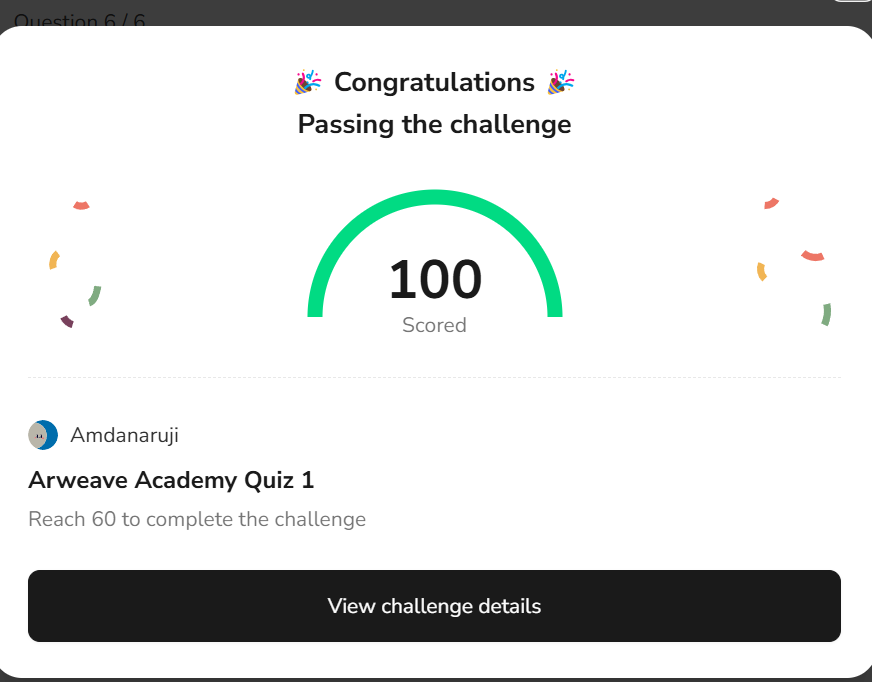 Question 6 / 6
Congratulations
Passing the challenge
100
Scored
Amdanaruji
Arweave Academy Quiz 1
Reach 60 to complete the challenge
View challenge details